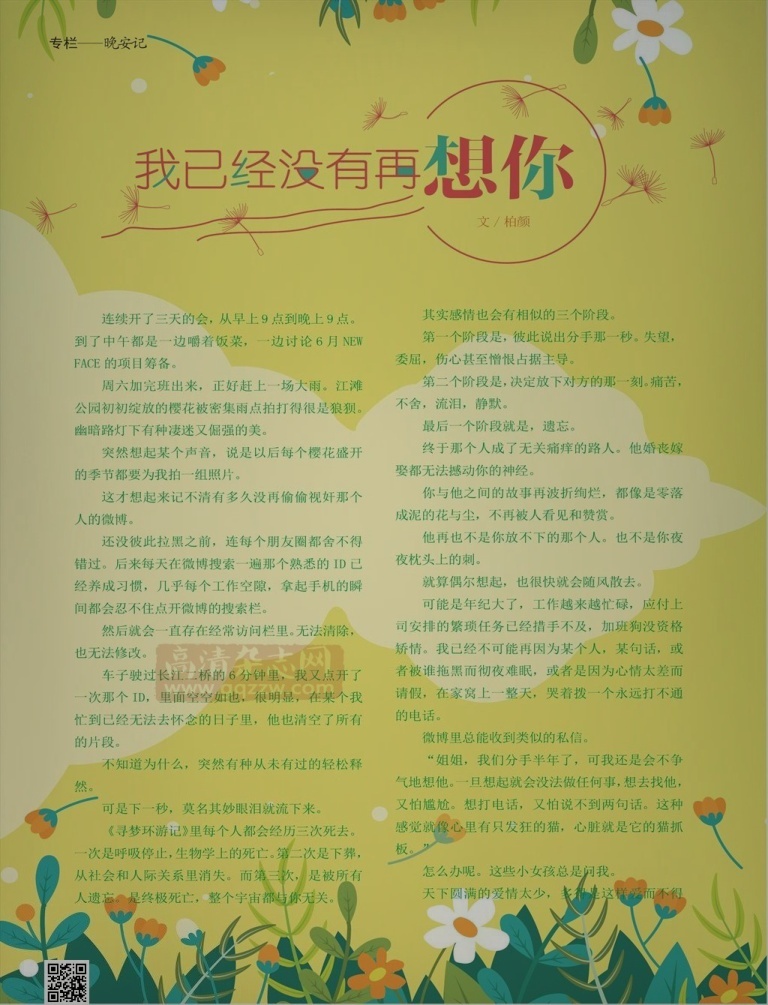 专栏——晚安记
我已经没有再想你
文/柏颜
连续开了三天的会，从早上9点到晚上9点。
到了中午都是一边嚼着饭菜，一边讨论6月NEW
FACE的项目筹备。
周六加完班出来，正好赶上一场大雨。江滩
公园初初绽放的樱花被密集雨点拍打得很是狼狈。
幽暗路灯下有种凄迷又倔强的美。
突然想起某个声音，说是以后每个樱花盛开
的季节都要为我拍一组照片。
这才想起来记不清有多久没再偷偷视奸那个
人的微博。
还没彼此拉黑之前，连每个朋友圈都舍不得
错过。后来每天在微博搜索一遍那个熟悉的ID已
经养成习惯，几乎每个工作空隙，拿起手机的瞬
间都会忍不住点开微博的搜索栏。
然后就会一直存在经常访问栏里。无法清除，
也无法修改。
车子驶过长江二桥的6分钟里，我又点开了
一次那个ID，里面空空如也，很明显，在某个我
忙到已经无法去怀念的日子里，他也清空了所有
的片段。
不知道为什么，突然有种从未有过的轻松释
然。
可是下一秒，莫名其妙眼泪就流下来。
《寻梦环游记》里每个人都会经历三次死去。
一次是呼吸停止，生物学上的死亡。第二次是下葬，
从社会和人际关系里消失。而第三次，是被所有
人遗忘。是终极死亡，整个宇宙都与你无关。
其实感情也会有相似的三个阶段。
第一个阶段是，彼此说出分手那一秒。失望，
委屈，伤心甚至憎恨占据主导。
第二个阶段是，决定放下对方的那一刻。痛苦，
不舍，流泪，静默。
最后一个阶段就是，遗忘。
终于那个人成了无关痛痒的路人。他婚丧嫁
娶都无法撼动你的神经。
你与他之间的故事再波折绚烂，都像是零落
成泥的花与尘，不再被人看见和赞赏。
他再也不是你放不下的那个人。也不是你夜
夜枕头上的刺。
就算偶尔想起，也很快就会随风散去。
可能是年纪大了，工作越来越忙碌，应付上
司安排的繁琐任务已经措手不及，加班狗没资格
矫情。我已经不可能再因为某个人，某句话，或
者被谁拖黑而彻夜难眠，或者是因为心情太差而
请假，在家窝上一整天，哭着拨一个永远打不通
的电话。
微博里总能收到类似的私信。
“姐姐，我们分手半年了，可我还是会不争
气地想他。一旦想起就会没法做任何事，想去找他，
又怕尴尬。想打电话，又怕说不到两句话。这种
感觉就像心里有只发狂的猫，心脏就是它的猫抓
板。”
怎么办呢。这些小女孩总是问我。
天下圆满的爱情太少，多得是这样爱而不得
高清杂志网
www.gqzzw.com